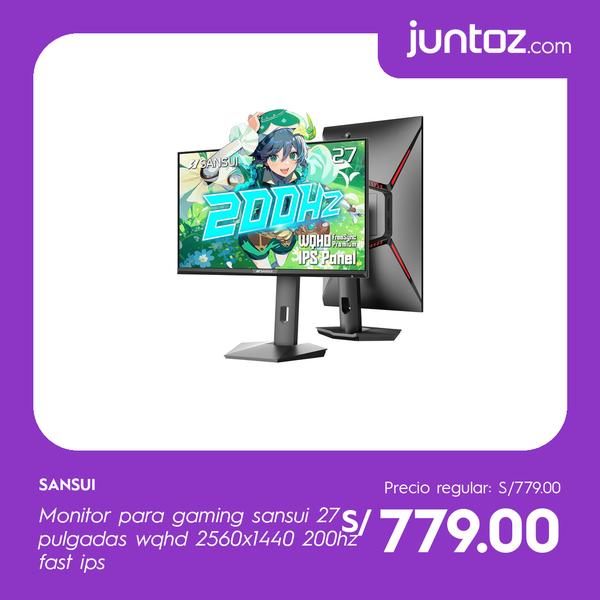 juntoz.com
SANSUI
27
200Hz
WQHD FreeSync Premium
IPS Panel
SANSUI
Precio regular: S/779.00
Monitor para gaming sansui 27
pulgadas wqhd 2560x1440 200hz
fast ips
S/ 779.00